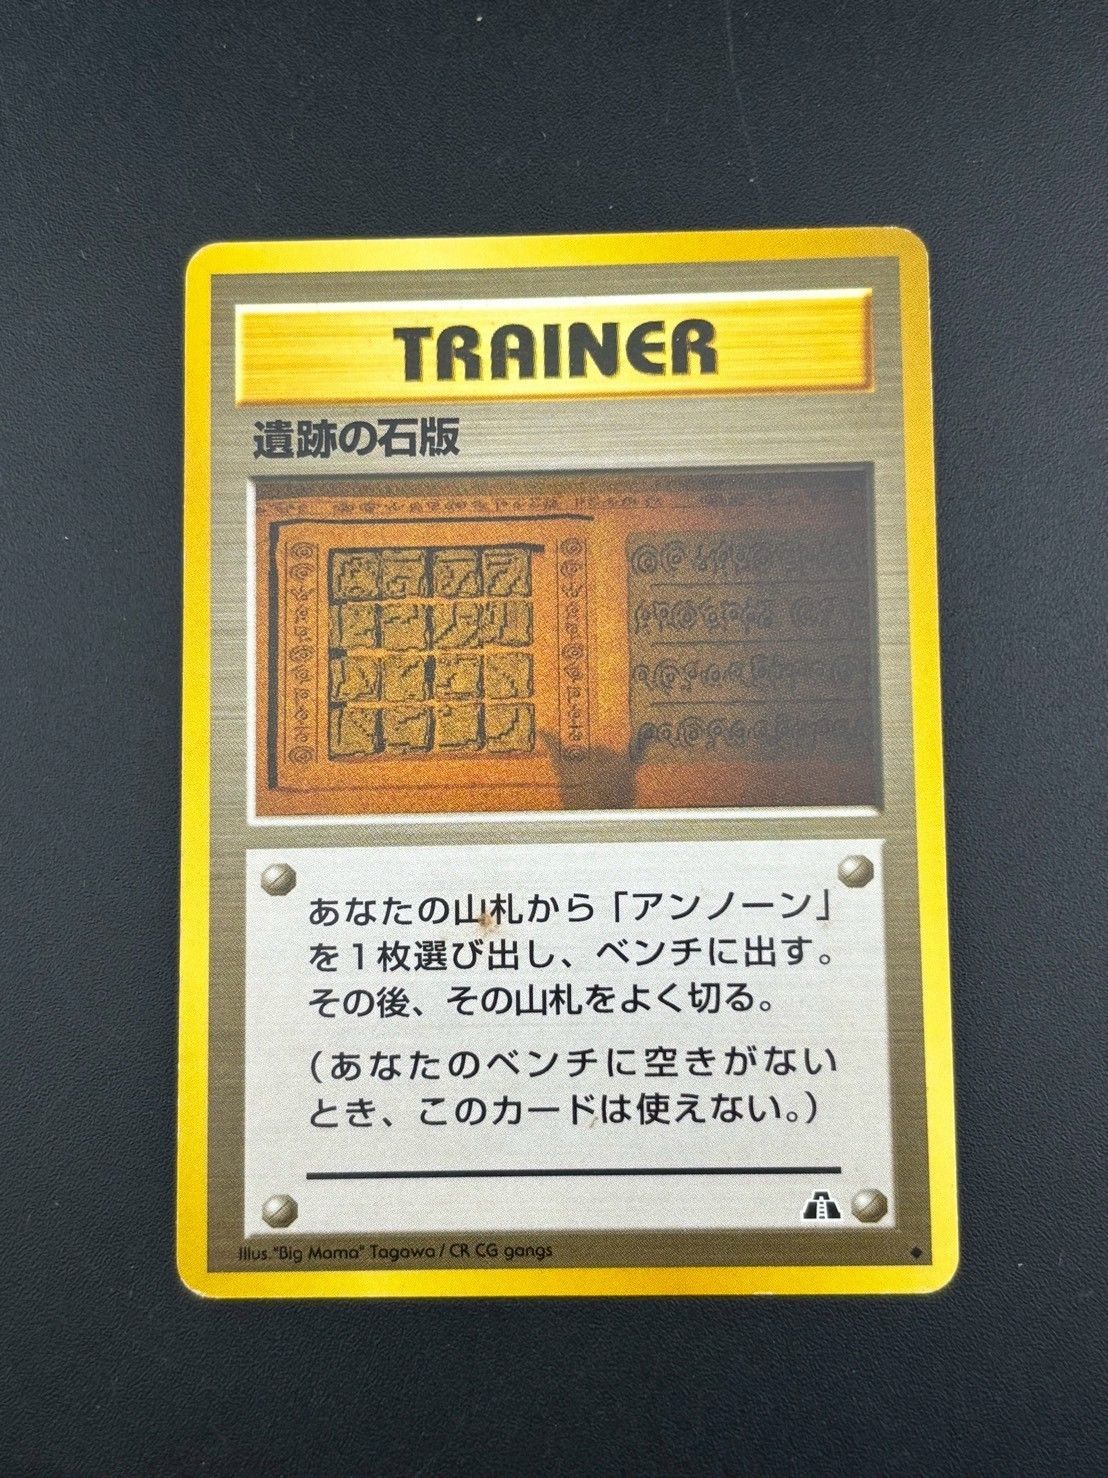 TRAINER
遺跡の石版
あなたの山札から「アンノーン」
を1枚選び出し、ベンチに出す。
その後、その山札をよく切る。
(あなたのベンチに空きがない
とき、このカードは使えない。)
Illus."Big Mama" Tagawa / CR CG gangs